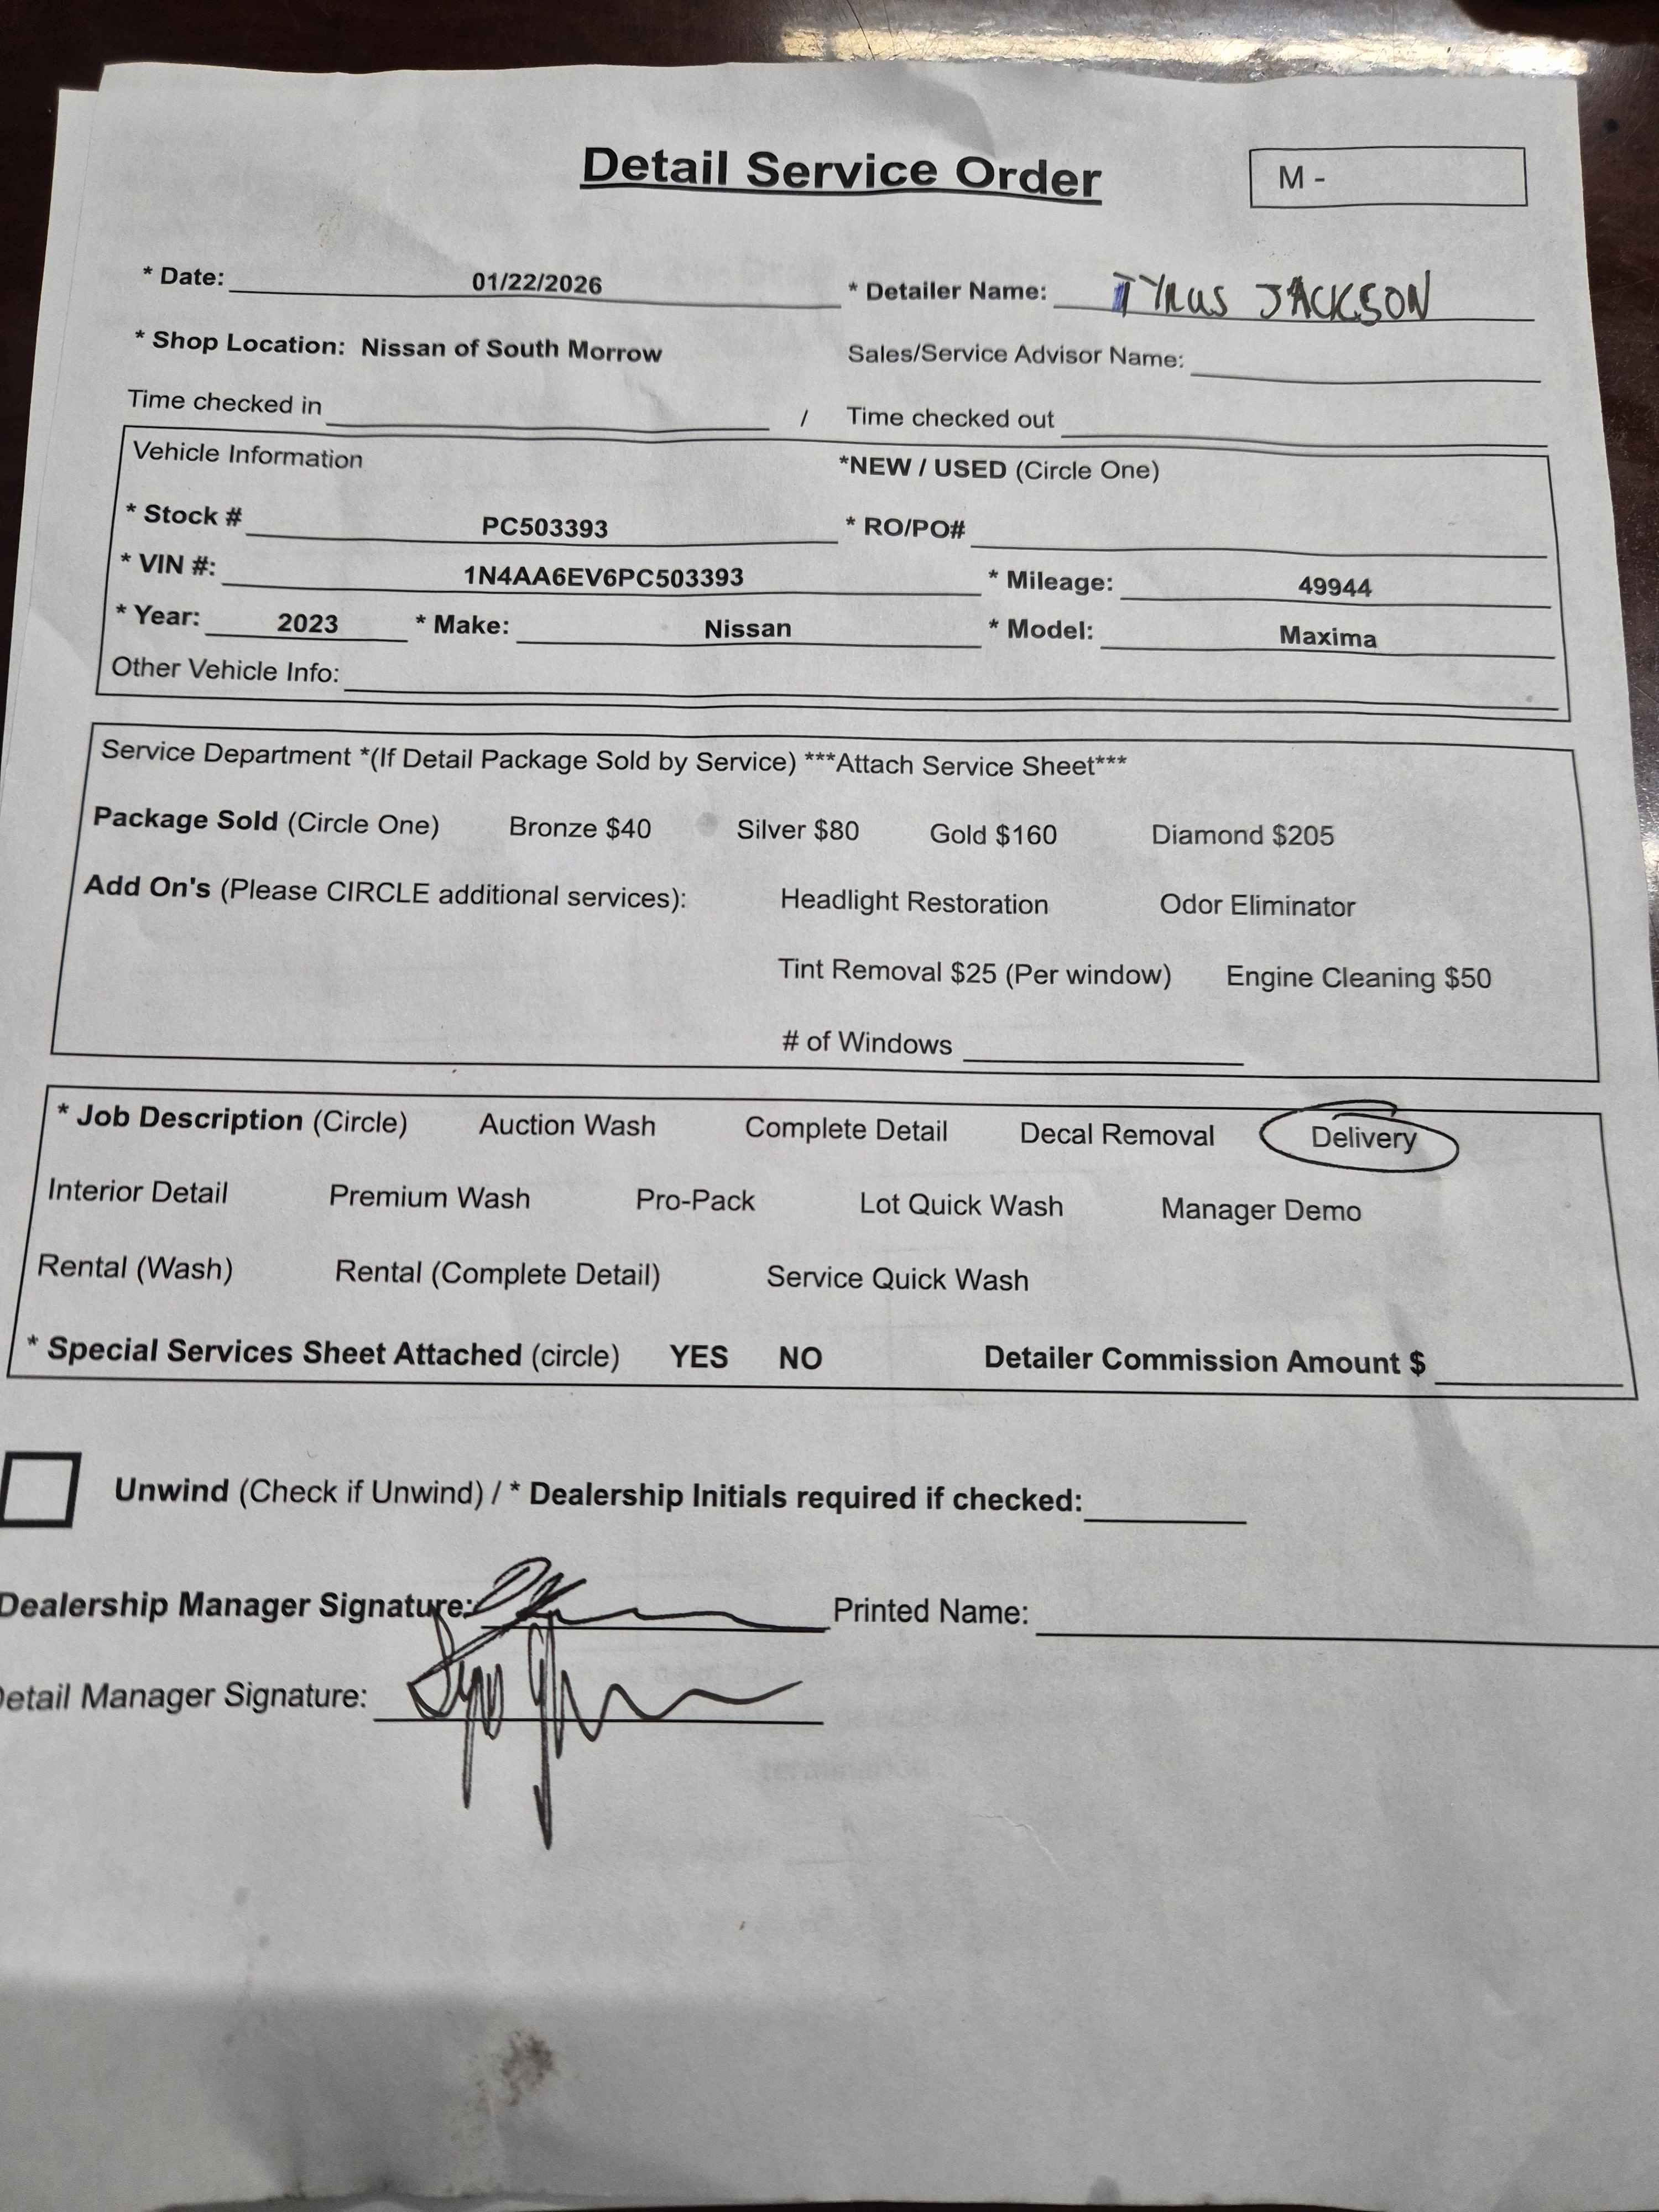 Detail Service Order
M -
* Date: 01/22/2026 * Detailer Name: TYRUS JACKSON
* Shop Location: Nissan of South Morrow Sales/Service Advisor Name:
Time checked in / Time checked out
Vehicle Information *NEW / USED (Circle One)
* Stock # PC503393 * RO/PO#
* VIN #: 1N4AA6EV6PC503393 * Mileage: 49944
* Year: 2023 * Make: Nissan * Model: Maxima
Other Vehicle Info:
Service Department *(If Detail Package Sold by Service) ***Attach Service Sheet***
Package Sold (Circle One) Bronze $40 Silver $80 Gold $160 Diamond $205
Add On's (Please CIRCLE additional services): Headlight Restoration Odor Eliminator
Tint Removal $25 (Per window) Engine Cleaning $50
# of Windows
* Job Description (Circle) Auction Wash Complete Detail Decal Removal Delivery
Interior Detail Premium Wash Pro-Pack Lot Quick Wash Manager Demo
Rental (Wash) Rental (Complete Detail) Service Quick Wash
* Special Services Sheet Attached (circle) YES NO Detailer Commission Amount $
Unwind (Check if Unwind) / * Dealership Initials required if checked:
Dealership Manager Signature: Printed Name:
Detail Manager Signature: